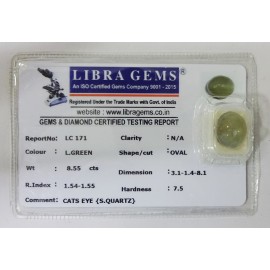 LIBRA GEMS
An ISO Certified Gems Company 9001 - 2015
Registered Under the Trade Marks with Govt. of India
www.libragems.co.in
GEMS & DIAMOND CERTIFIED TESTING REPORT
ReportNo: LC 171 Clarity : N/A
Colour : L.GREEN Shape/cut : OVAL
Wt : 8.55 cts Dimension : 3.1-1.4-8.1
R.Index : 1.54-1.55 Hardness : 7.5
Comment : CATS EYE (S.QUARTZ)